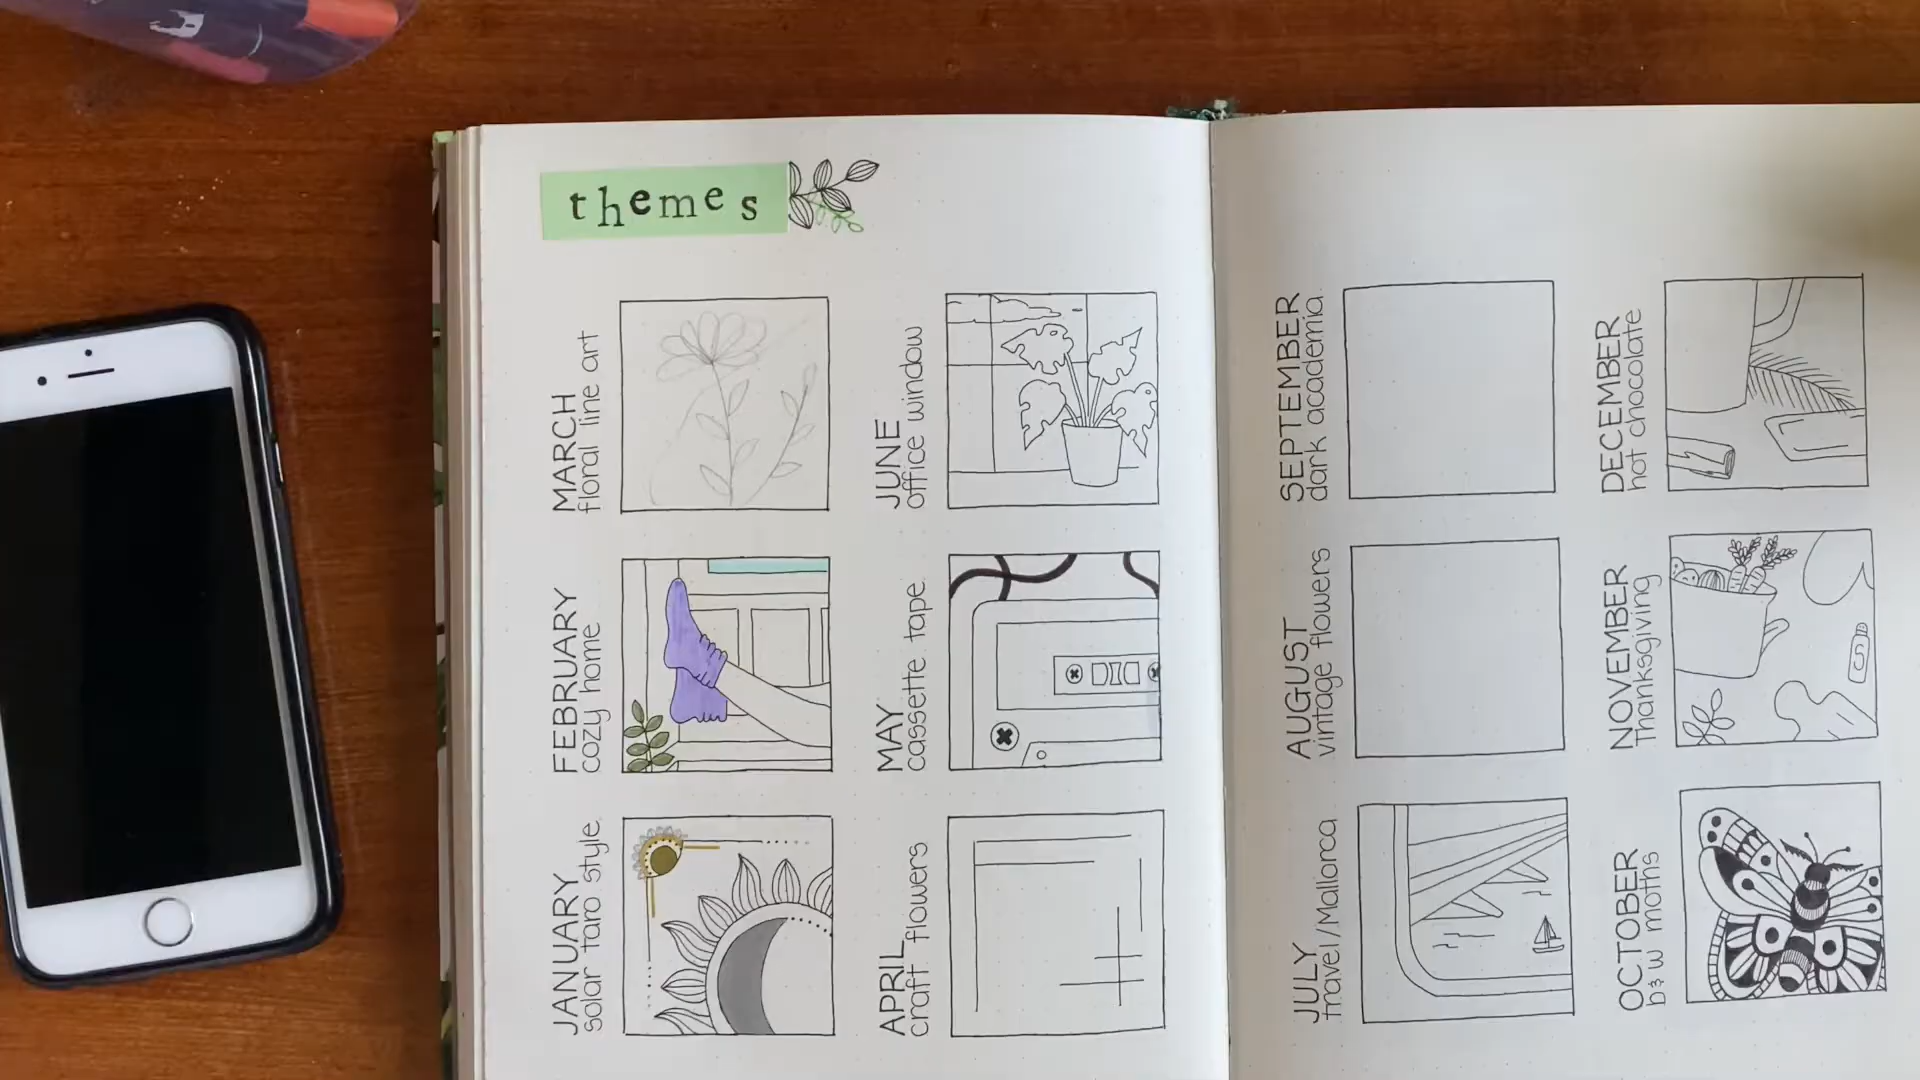 themes
JANUARY
solar taro style
FEBRUARY
cozy home
MARCH
floral line art
APRIL
craft flowers
MAY
cassette tape
JUNE
office window
JULY
travel/Mallorca
AUGUST
vintage flowers
SEPTEMBER
dark academia
OCTOBER
b&w moths
NOVEMBER
Thanksgiving
S
DECEMBER
hot chocolate